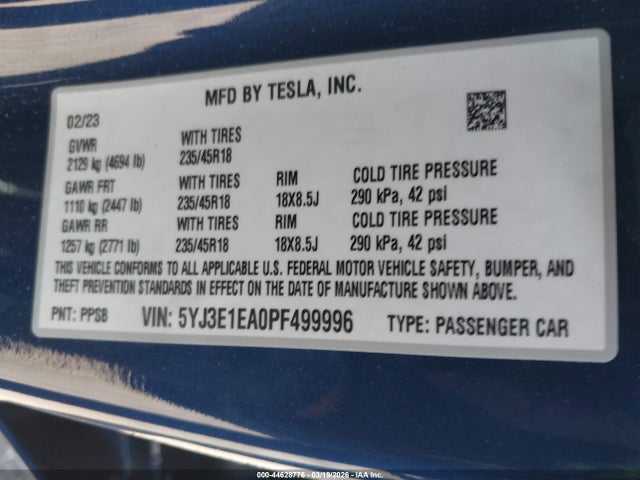 MFD BY TESLA, INC.
02/23
GVWR WITH TIRES
2129 kg (4694 lb) 235/45R18
GAWR FRT WITH TIRES RIM COLD TIRE PRESSURE
1110 kg (2447 lb) 235/45R18 18X8.5J 290 kPa, 42 psi
GAWR RR WITH TIRES RIM COLD TIRE PRESSURE
1257 kg (2771 lb) 235/45R18 18X8.5J 290 kPa, 42 psi
THIS VEHICLE CONFORMS TO ALL APPLICABLE U.S. FEDERAL MOTOR VEHICLE SAFETY, BUMPER, AND
THEFT PREVENTION STANDARDS IN EFFECT ON THE DATE OF MANUFACTURE SHOWN ABOVE.
PNT: PPSB VIN: 5YJ3E1EA0PF499996 TYPE: PASSENGER CAR
000-44628776 - 03/19/2026 - IAA Inc.